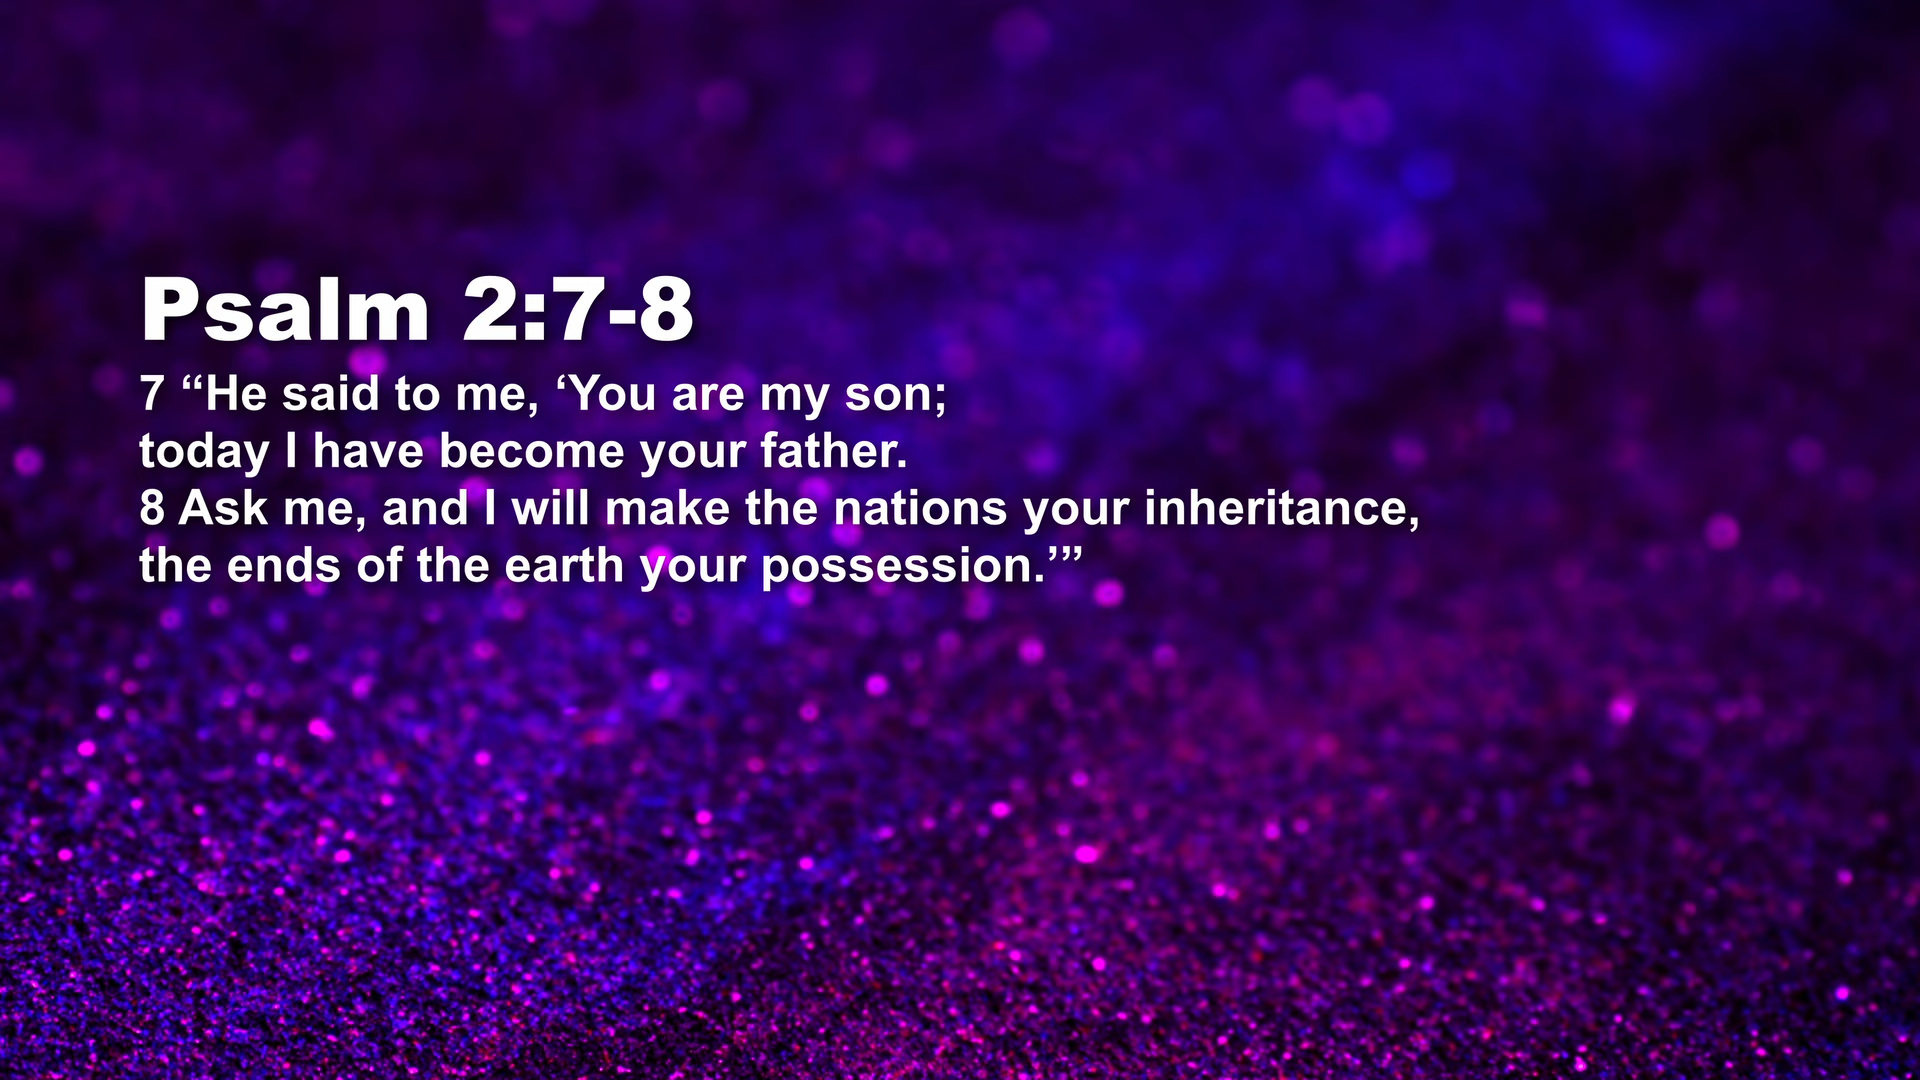 Psalm 2:7-8
7 “He said to me, ‘You are my son;
today I have become your father.
8 Ask me, and I will make the nations your inheritance,
the ends of the earth your possession.’”